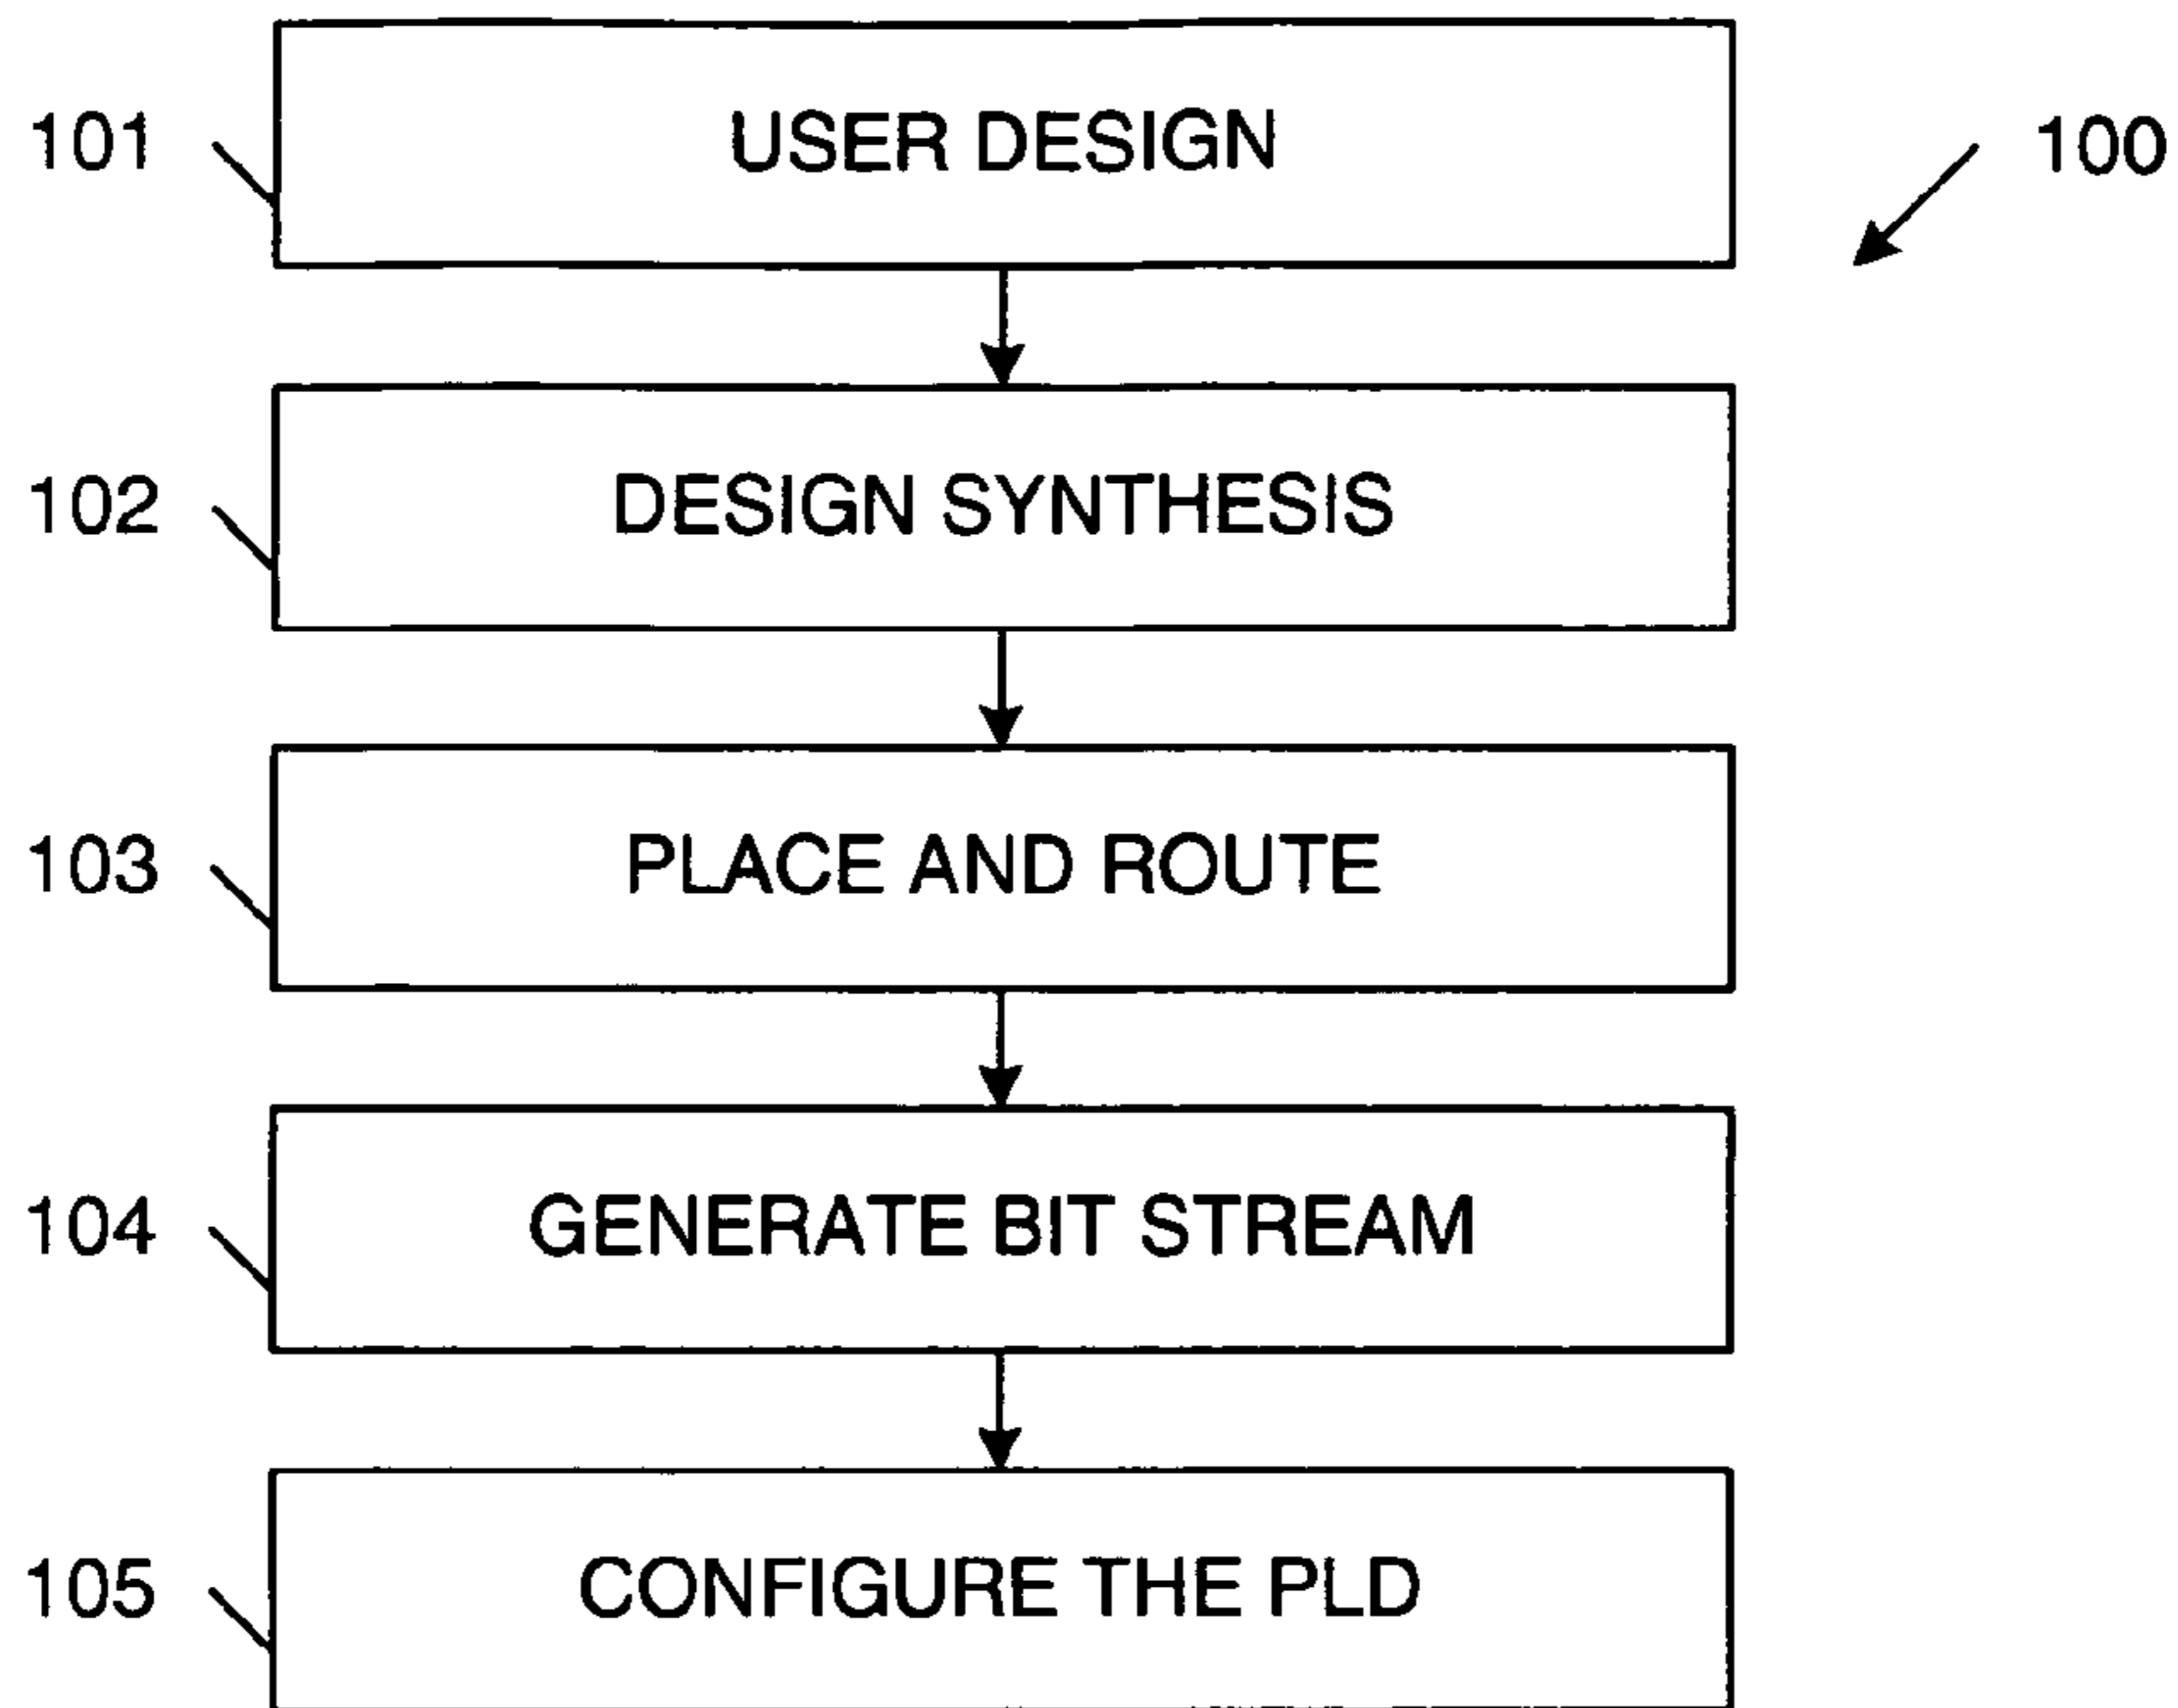 101
USER DESIGN
100
102
DESIGN SYNTHESIS
103
PLACE AND ROUTE
104
GENERATE BIT STREAM
105
CONFIGURE THE PLD